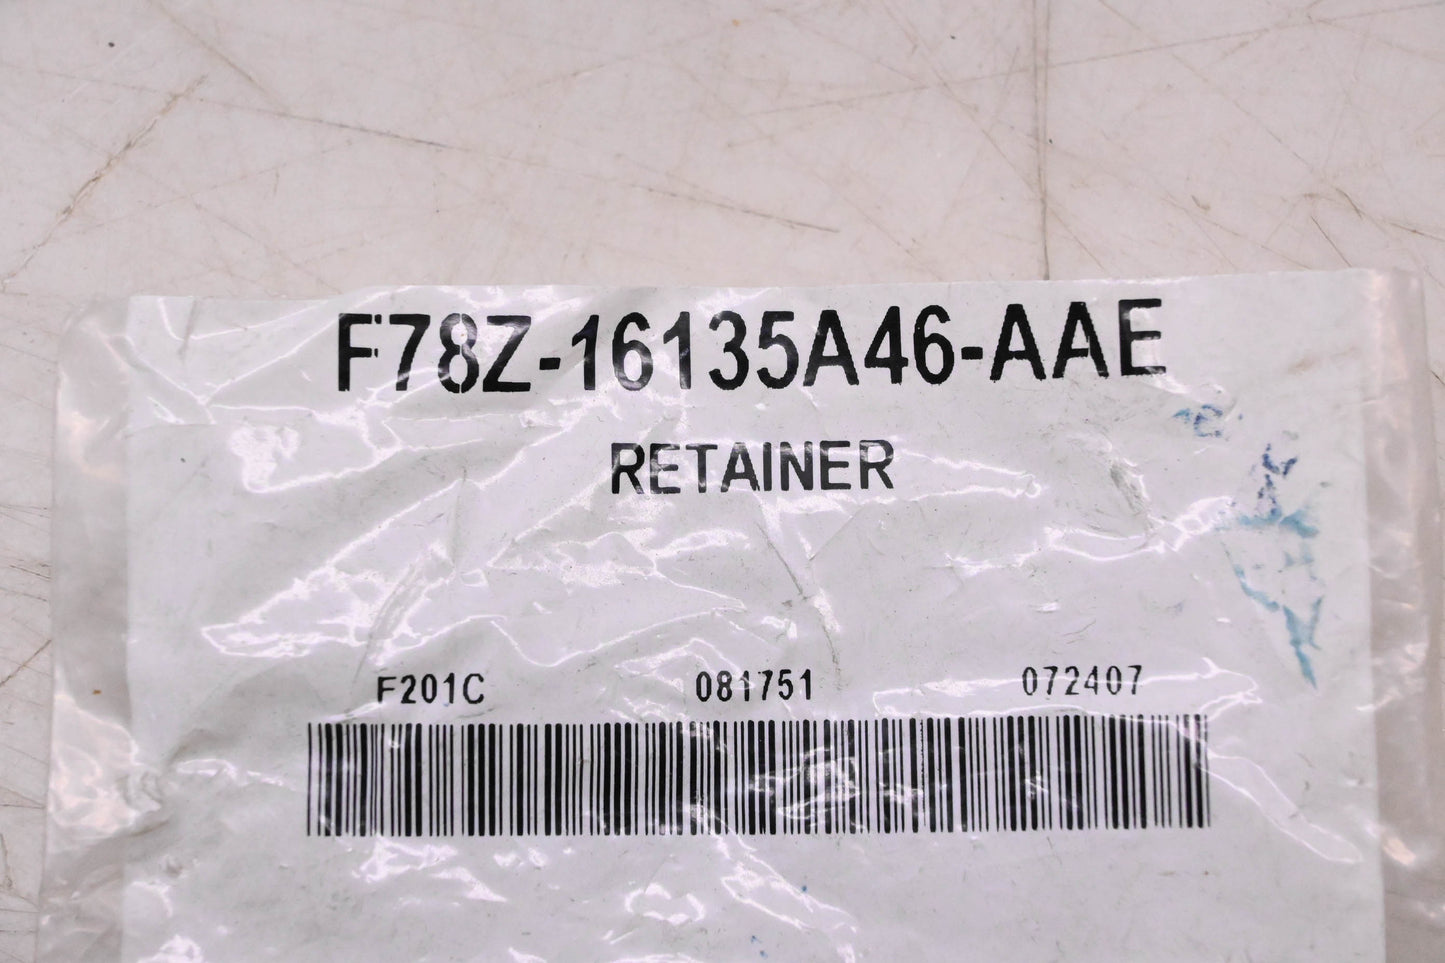 F78Z-16135A46-AAE
RETAINER
F201C 081751 072407